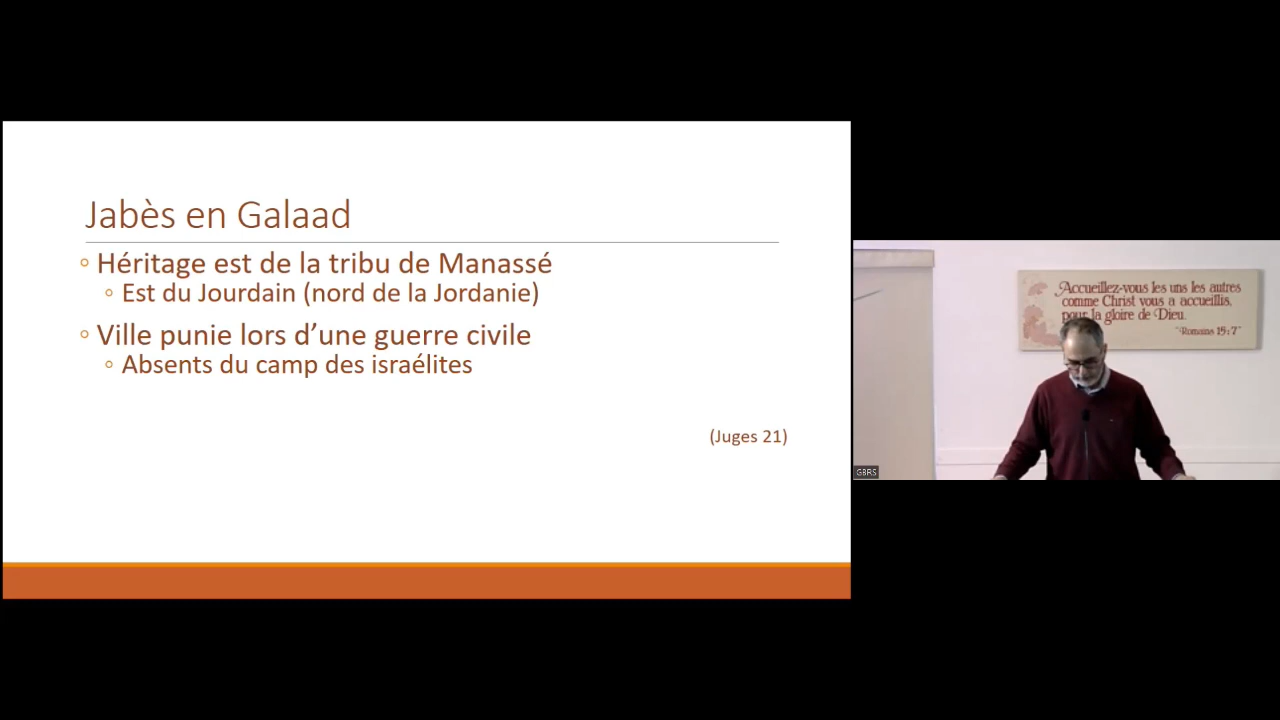 Jabès en Galaad
Héritage est de la tribu de Manassé
Est du Jourdain (nord de la Jordanie)
Ville punie lors d’une guerre civile
Absents du camp des israélites
(Juges 21)
Accueillez-vous les uns les autres
comme Christ vous a accueillis,
pour la gloire de Dieu.
"Romains 15:7"
GBRS